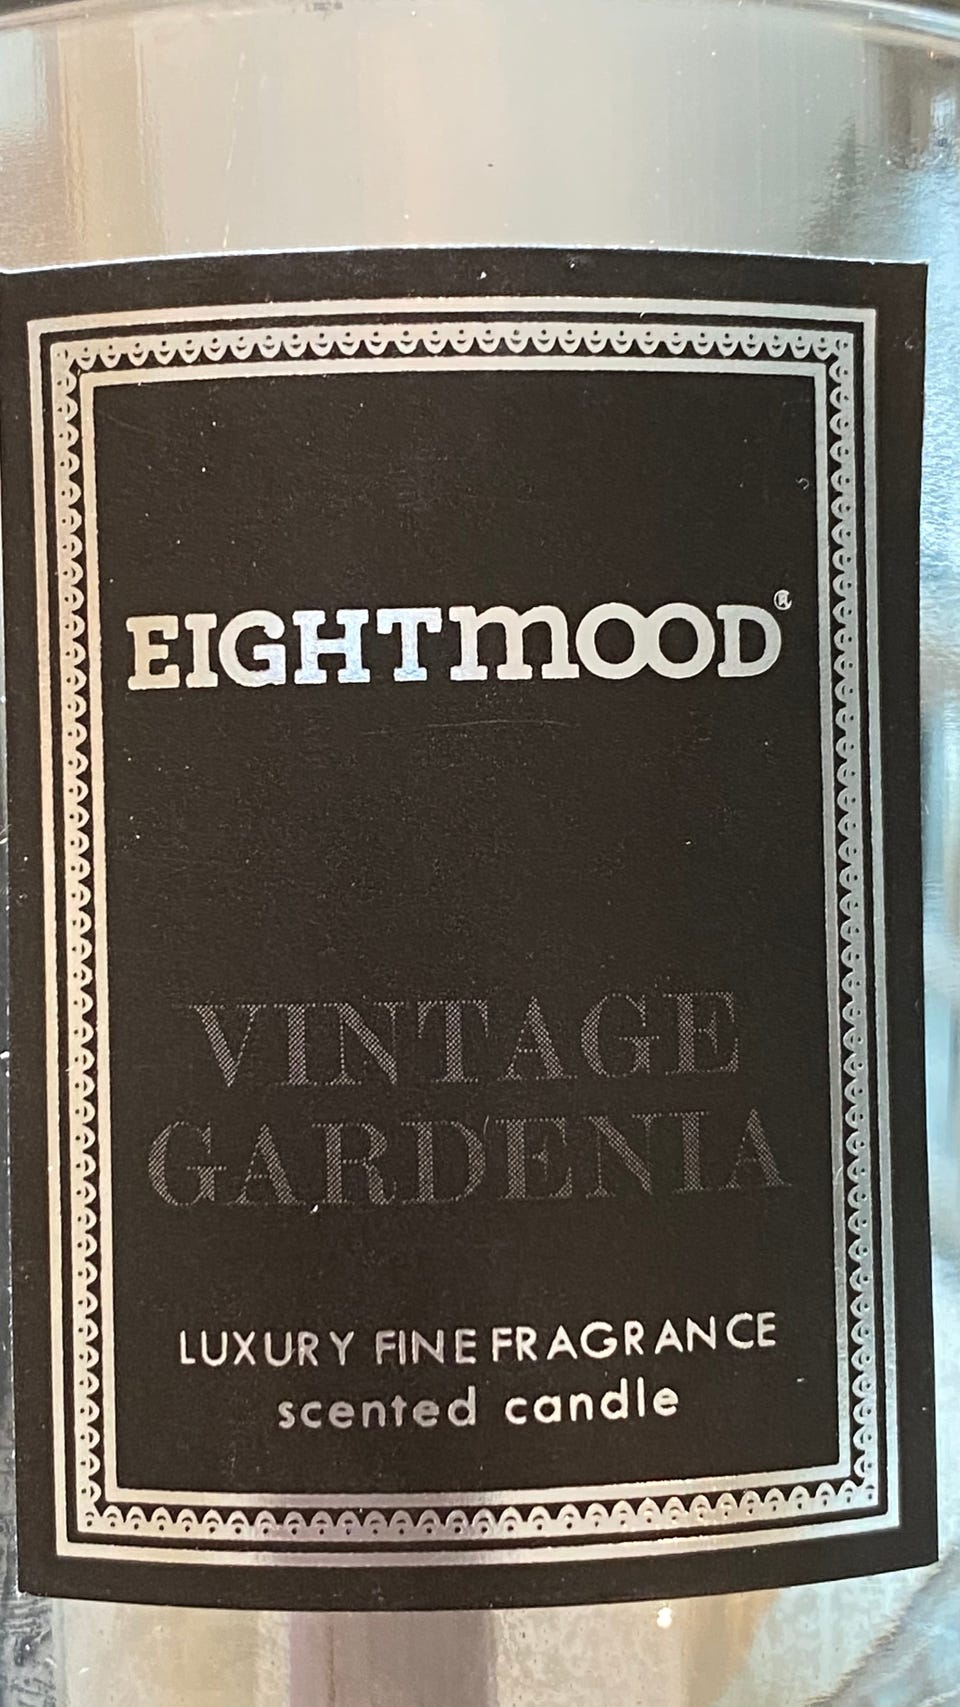 EIGHTMOOD®
VINTAGE
GARDENIA
LUXURY FINE FRAGRANCE
scented candle